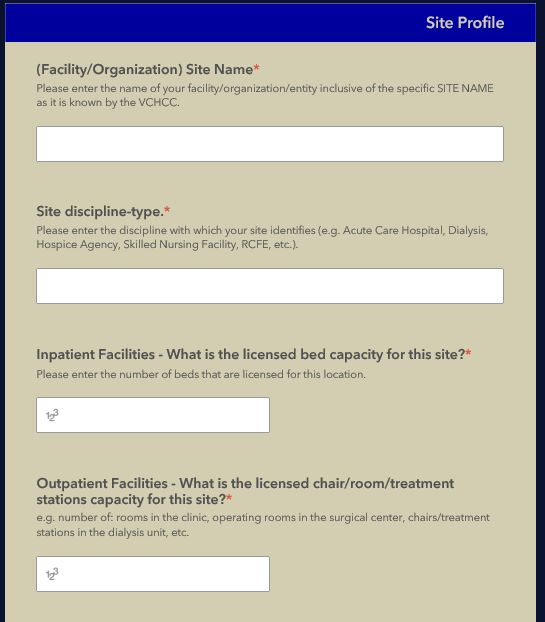 Site Profile
(Facility/Organization) Site Name*
Please enter the name of your facility/organization/entity inclusive of the specific SITE NAME
as it is known by the VCHCC.
Site discipline-type.*
Please enter the discipline with which your site identifies (e.g. Acute Care Hospital, Dialysis,
Hospice Agency, Skilled Nursing Facility, RCFE, etc.).
Inpatient Facilities - What is the licensed bed capacity for this site?*
Please enter the number of beds that are licensed for this location.
123
Outpatient Facilities - What is the licensed chair/room/treatment
stations capacity for this site?*
e.g. number of: rooms in the clinic, operating rooms in the surgical center, chairs/treatment
stations in the dialysis unit, etc.
123